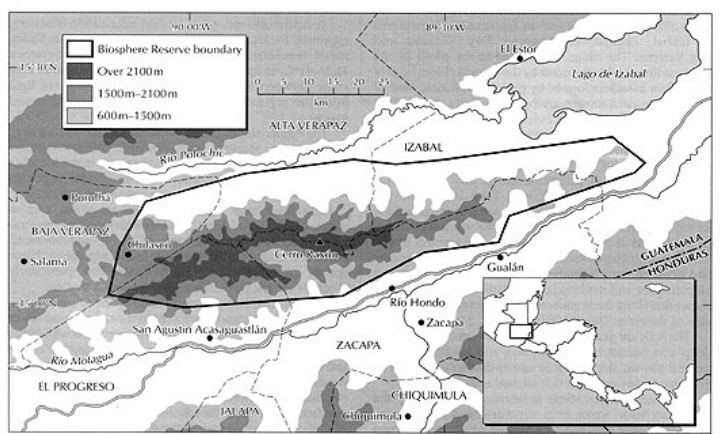 90°00'W
89°30'W
Biosphere Reserve boundary
Over 2100m
1500m–2100m
600m–1500m
15°30'N
0 5 10 15 20 25
km
El Estor
Lago de Izabal
ALTA VERAPAZ
IZABAL
Río Polochic
Purulhá
BAJA VERAPAZ
Chilasco
Salamá
Cerro Raxón
GUATEMALA
HONDURAS
Gualán
15°00'N
Río Hondo
San Agustin Acasaguastlán
Zacapa
Río Motagua
ZACAPA
EL PROGRESO
CHIQUIMULA
JALAPA
Chiquimula